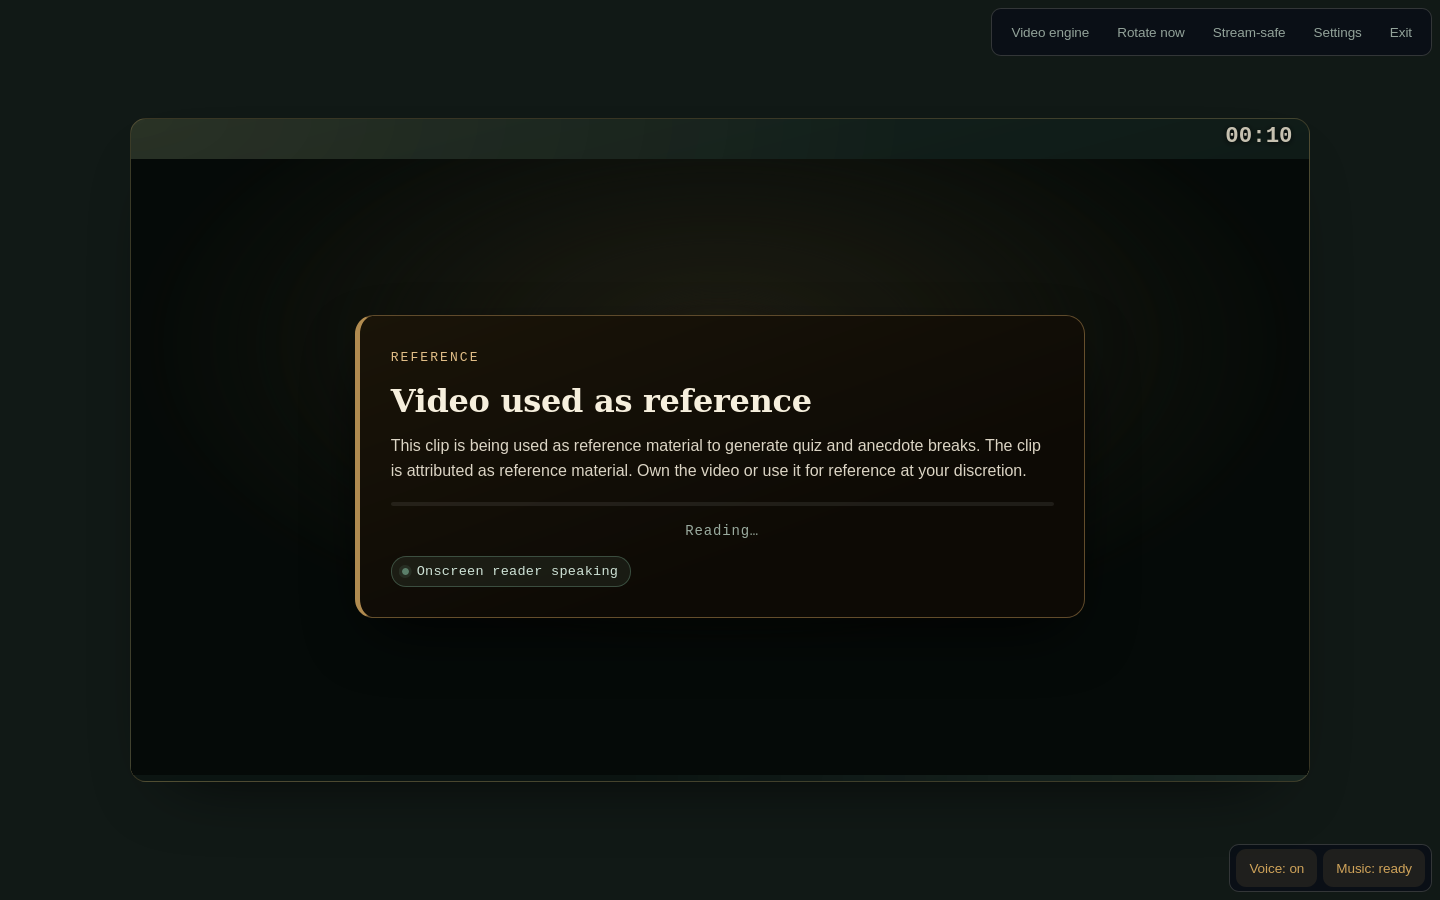 Video engine Rotate now Stream-safe Settings Exit
00:10
REFERENCE
Video used as reference
This clip is being used as reference material to generate quiz and anecdote breaks. The clip
is attributed as reference material. Own the video or use it for reference at your discretion.
Reading…
Onscreen reader speaking
Voice: on Music: ready